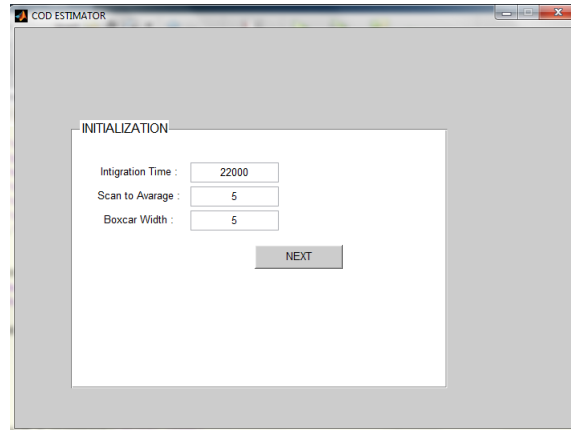 COD ESTIMATOR
INITIALIZATION
Intigration Time : 22000
Scan to Avarage : 5
Boxcar Width : 5
NEXT